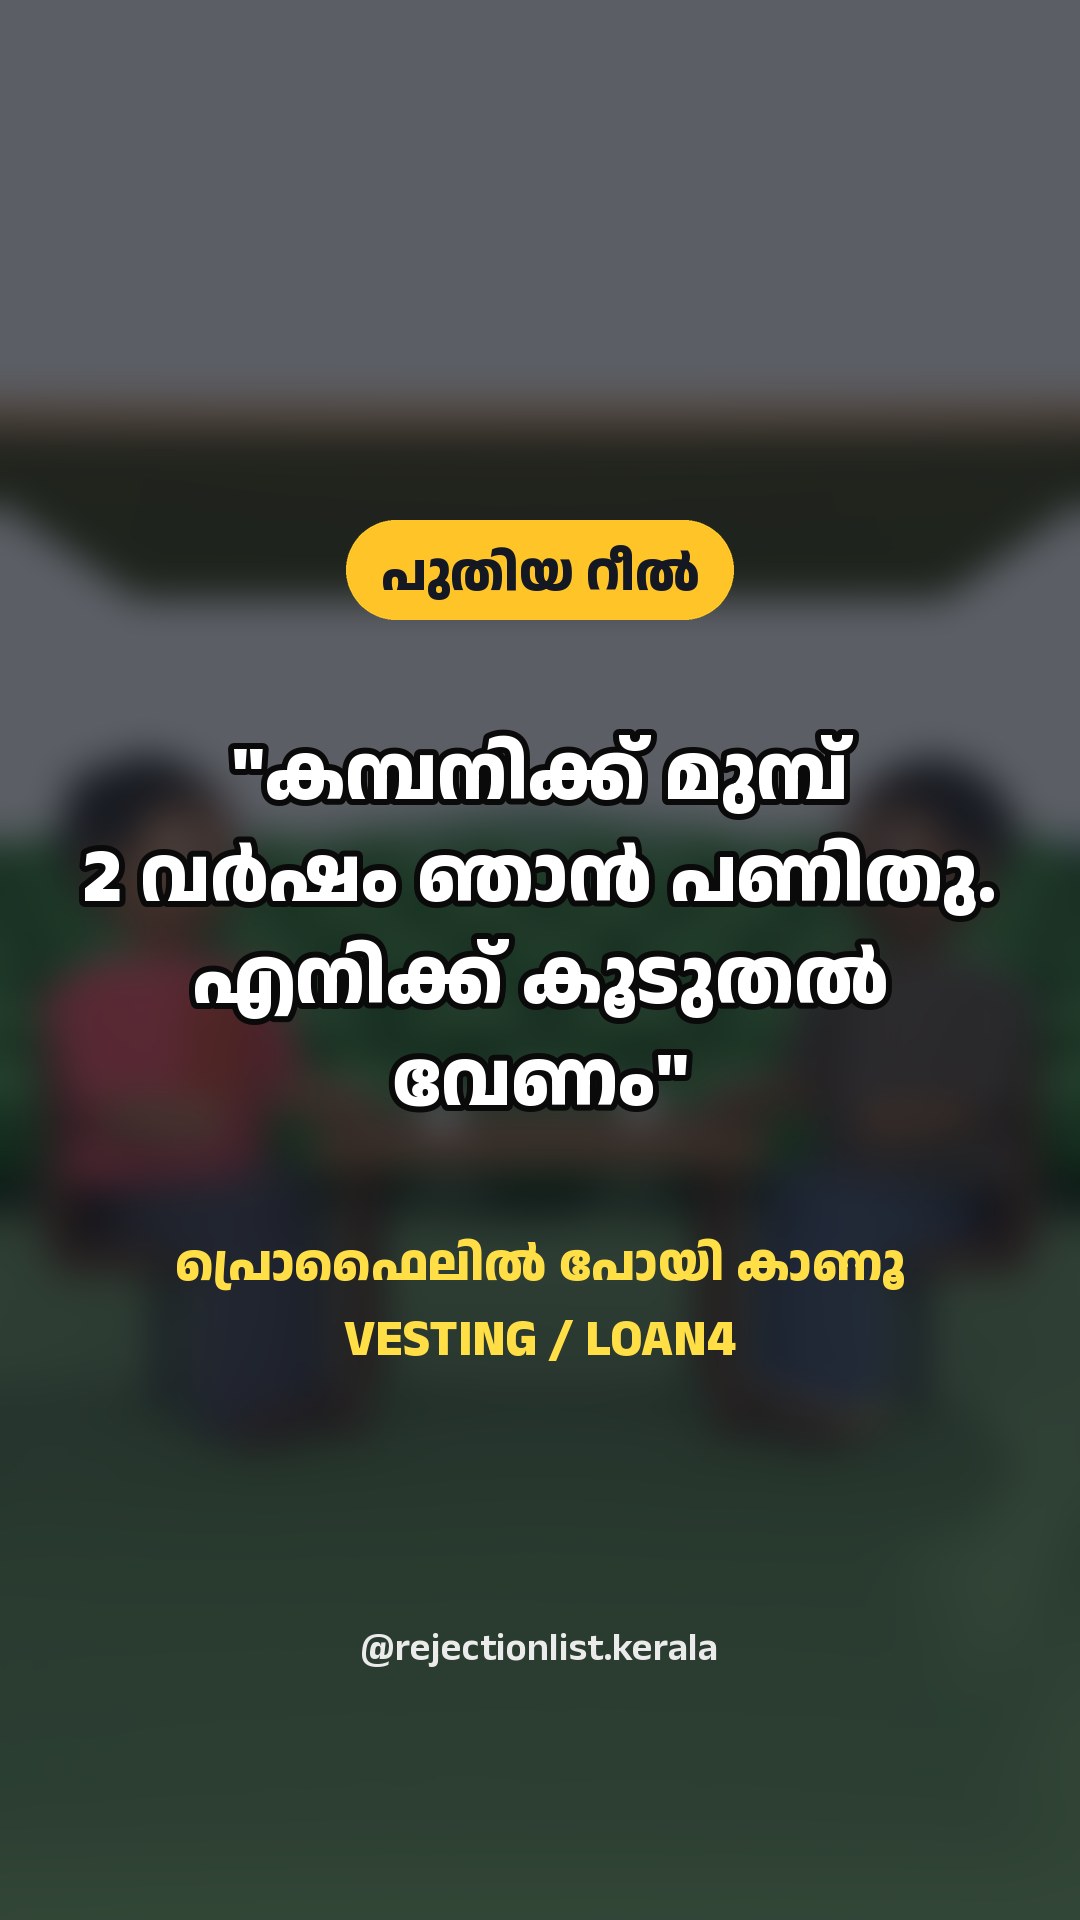 പുതിയ റീൽ
"കമ്പനിക്ക് മുമ്പ്
2 വർഷം ഞാൻ പണിതു.
എനിക്ക് കൂടുതൽ
വേണം"
പ്രൊഫൈലിൽ പോയി കാണൂ
VESTING / LOAN4
@rejectionlist.kerala